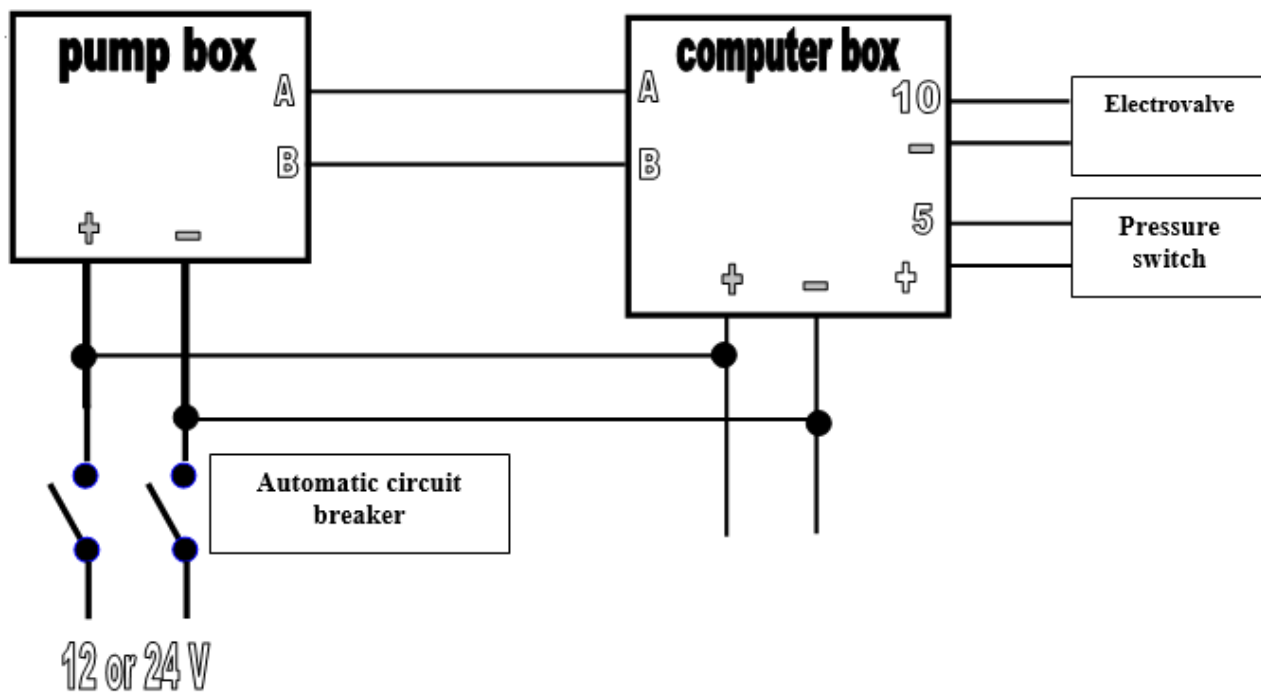 pump box
A
B
+ −
computer box
A
B
10
−
5
+
+ −
Electrovalve
Pressure
switch
Automatic circuit
breaker
12 or 24 V